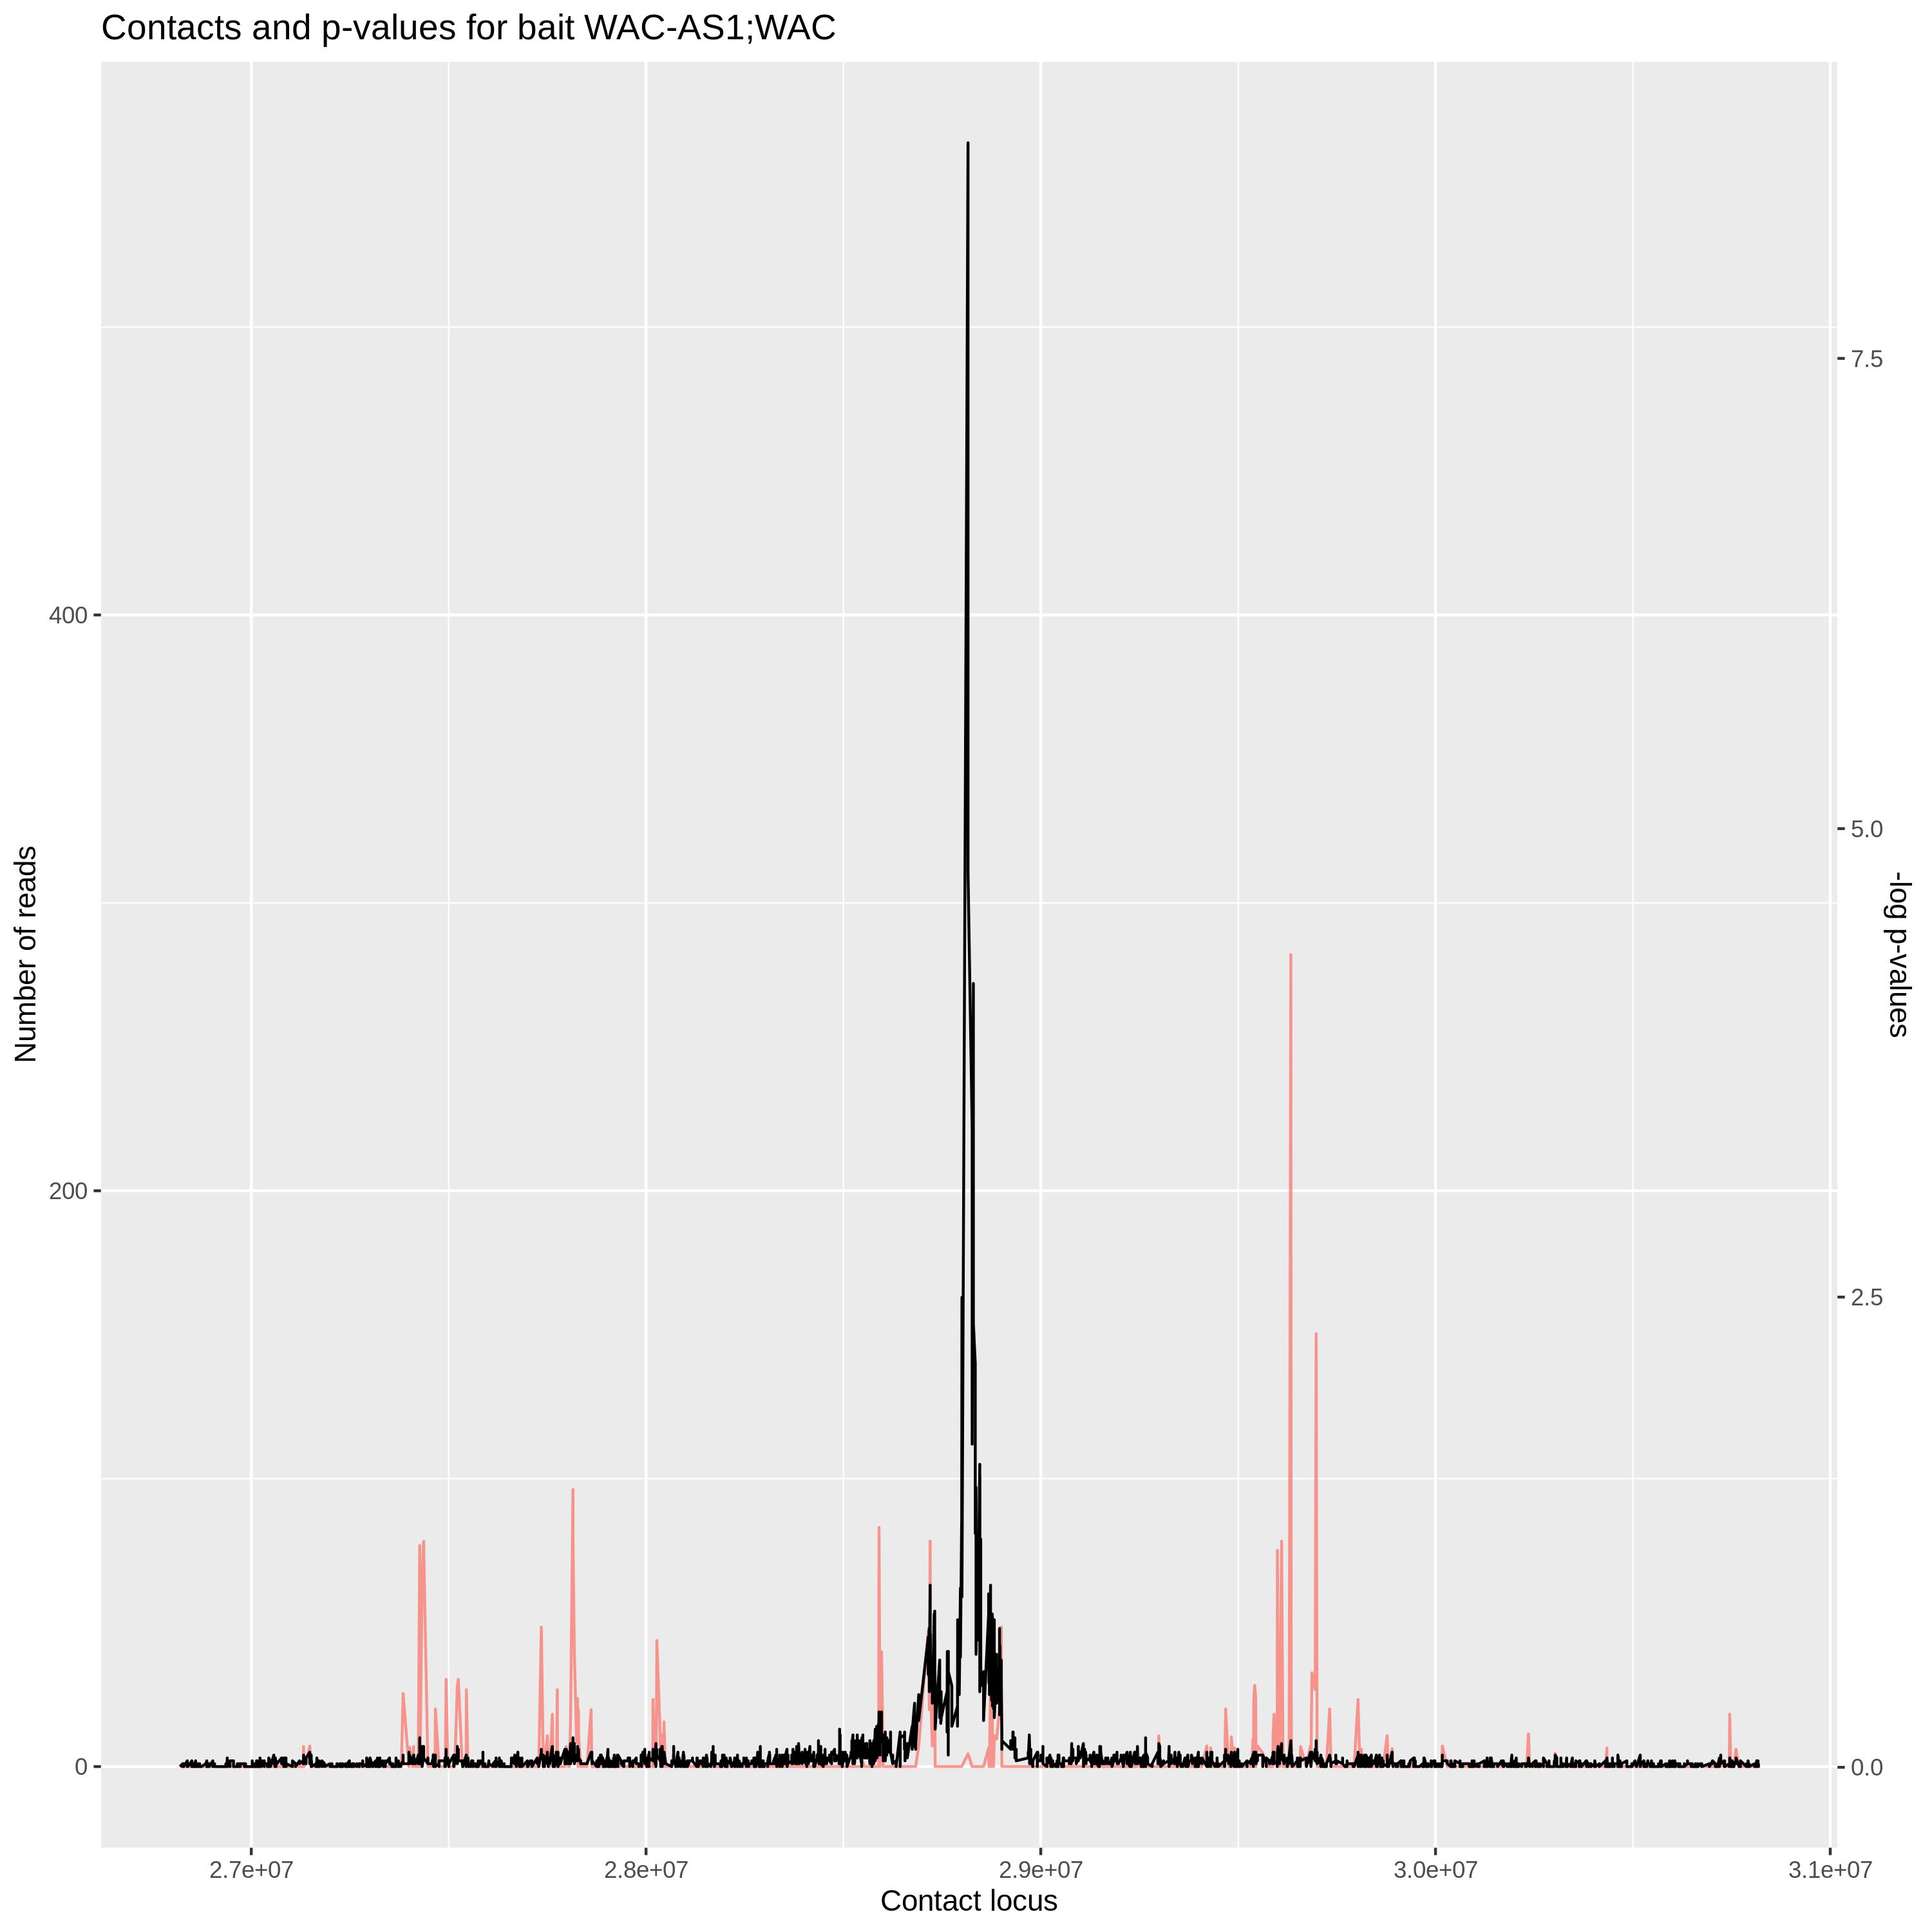 Contacts and p-values for bait WAC-AS1;WAC
Number of reads
400
200
0
7.5
5.0
2.5
0.0
-log p-values
2.7e+07 2.8e+07 2.9e+07 3.0e+07 3.1e+07
Contact locus